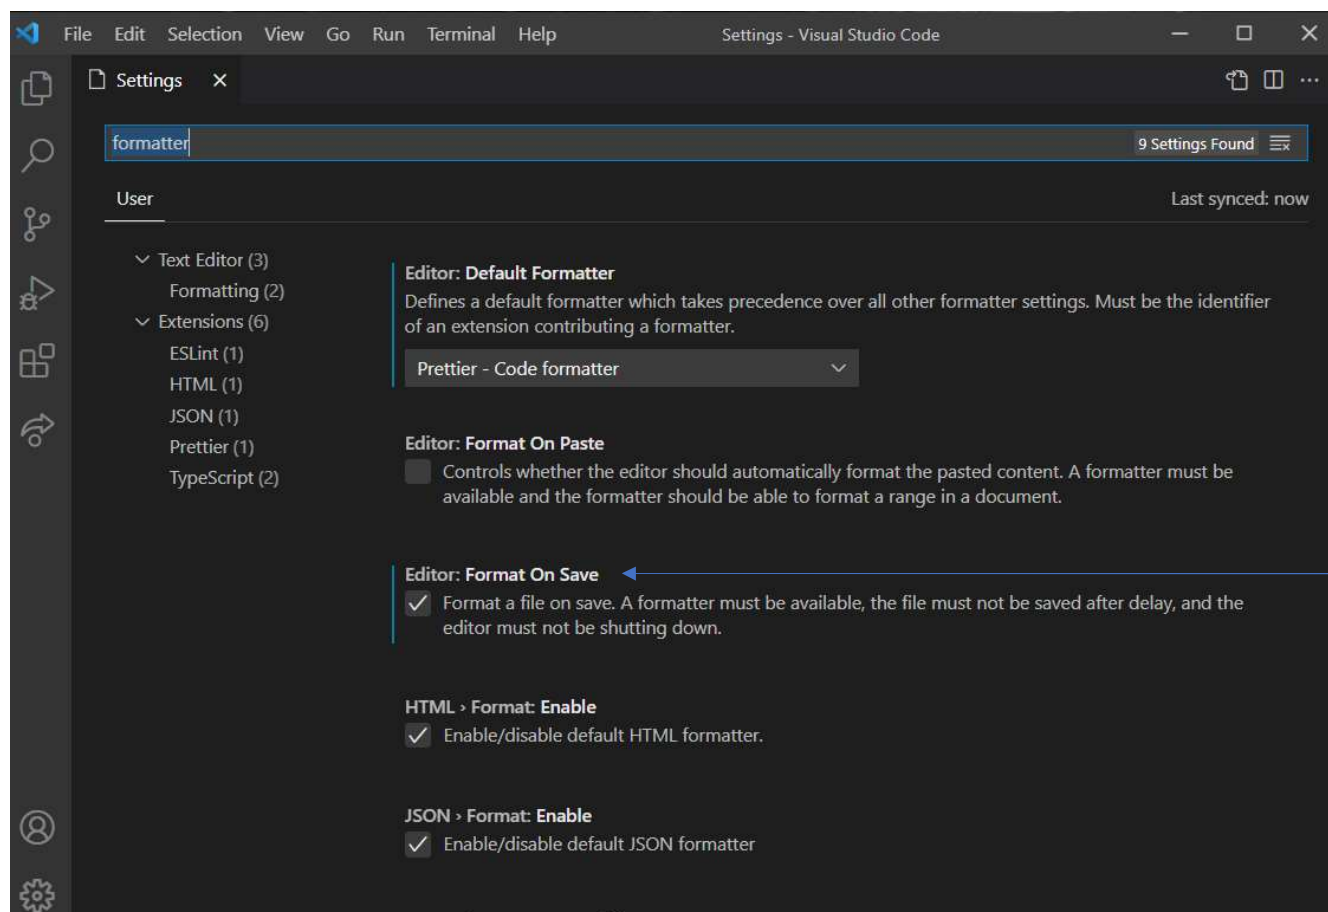 File Edit Selection View Go Run Terminal Help Settings - Visual Studio Code
Settings
formatter 9 Settings Found
User Last synced: now
Text Editor (3)
Formatting (2)
Extensions (6)
ESLint (1)
HTML (1)
JSON (1)
Prettier (1)
TypeScript (2)
Editor: Default Formatter
Defines a default formatter which takes precedence over all other formatter settings. Must be the identifier
of an extension contributing a formatter.
Prettier - Code formatter
Editor: Format On Paste
Controls whether the editor should automatically format the pasted content. A formatter must be
available and the formatter should be able to format a range in a document.
Editor: Format On Save
Format a file on save. A formatter must be available, the file must not be saved after delay, and the
editor must not be shutting down.
HTML › Format: Enable
Enable/disable default HTML formatter.
JSON › Format: Enable
Enable/disable default JSON formatter